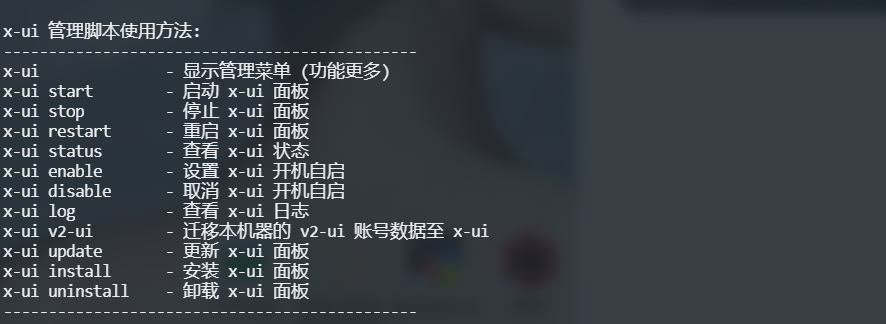 x-ui 管理脚本使用方法:
----------------------------------------------
x-ui              - 显示管理菜单 (功能更多)
x-ui start        - 启动 x-ui 面板
x-ui stop         - 停止 x-ui 面板
x-ui restart      - 重启 x-ui 面板
x-ui status       - 查看 x-ui 状态
x-ui enable       - 设置 x-ui 开机自启
x-ui disable      - 取消 x-ui 开机自启
x-ui log          - 查看 x-ui 日志
x-ui v2-ui        - 迁移本机器的 v2-ui 账号数据至 x-ui
x-ui update       - 更新 x-ui 面板
x-ui install      - 安装 x-ui 面板
x-ui uninstall    - 卸载 x-ui 面板
----------------------------------------------